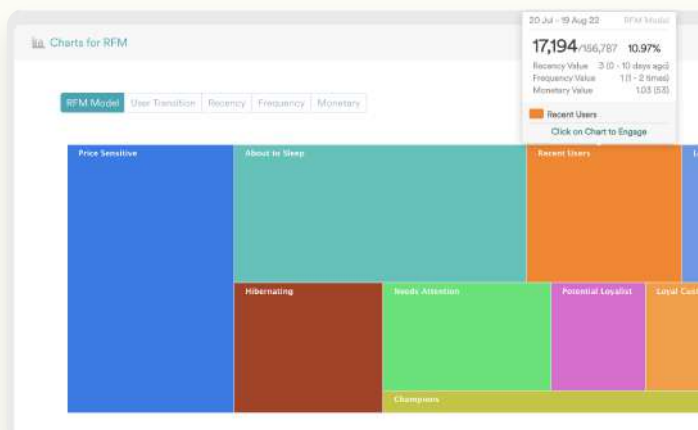 20 Jul - 19 Aug 22 RFM Model
Charts for RFM
17,194/156,787 10.97%
Recency Value 3 (0 - 10 days ago)
Frequency Value 1 (1 - 2 times)
Monetary Value 1.03 (53)
RFM Model User Transition Recency Frequency Monetary
Recent Users
Click on Chart to Engage
Price Sensitive About to Sleep Recent Users
Hibernating Needs Attention Potential Loyalist Loyal
Champions